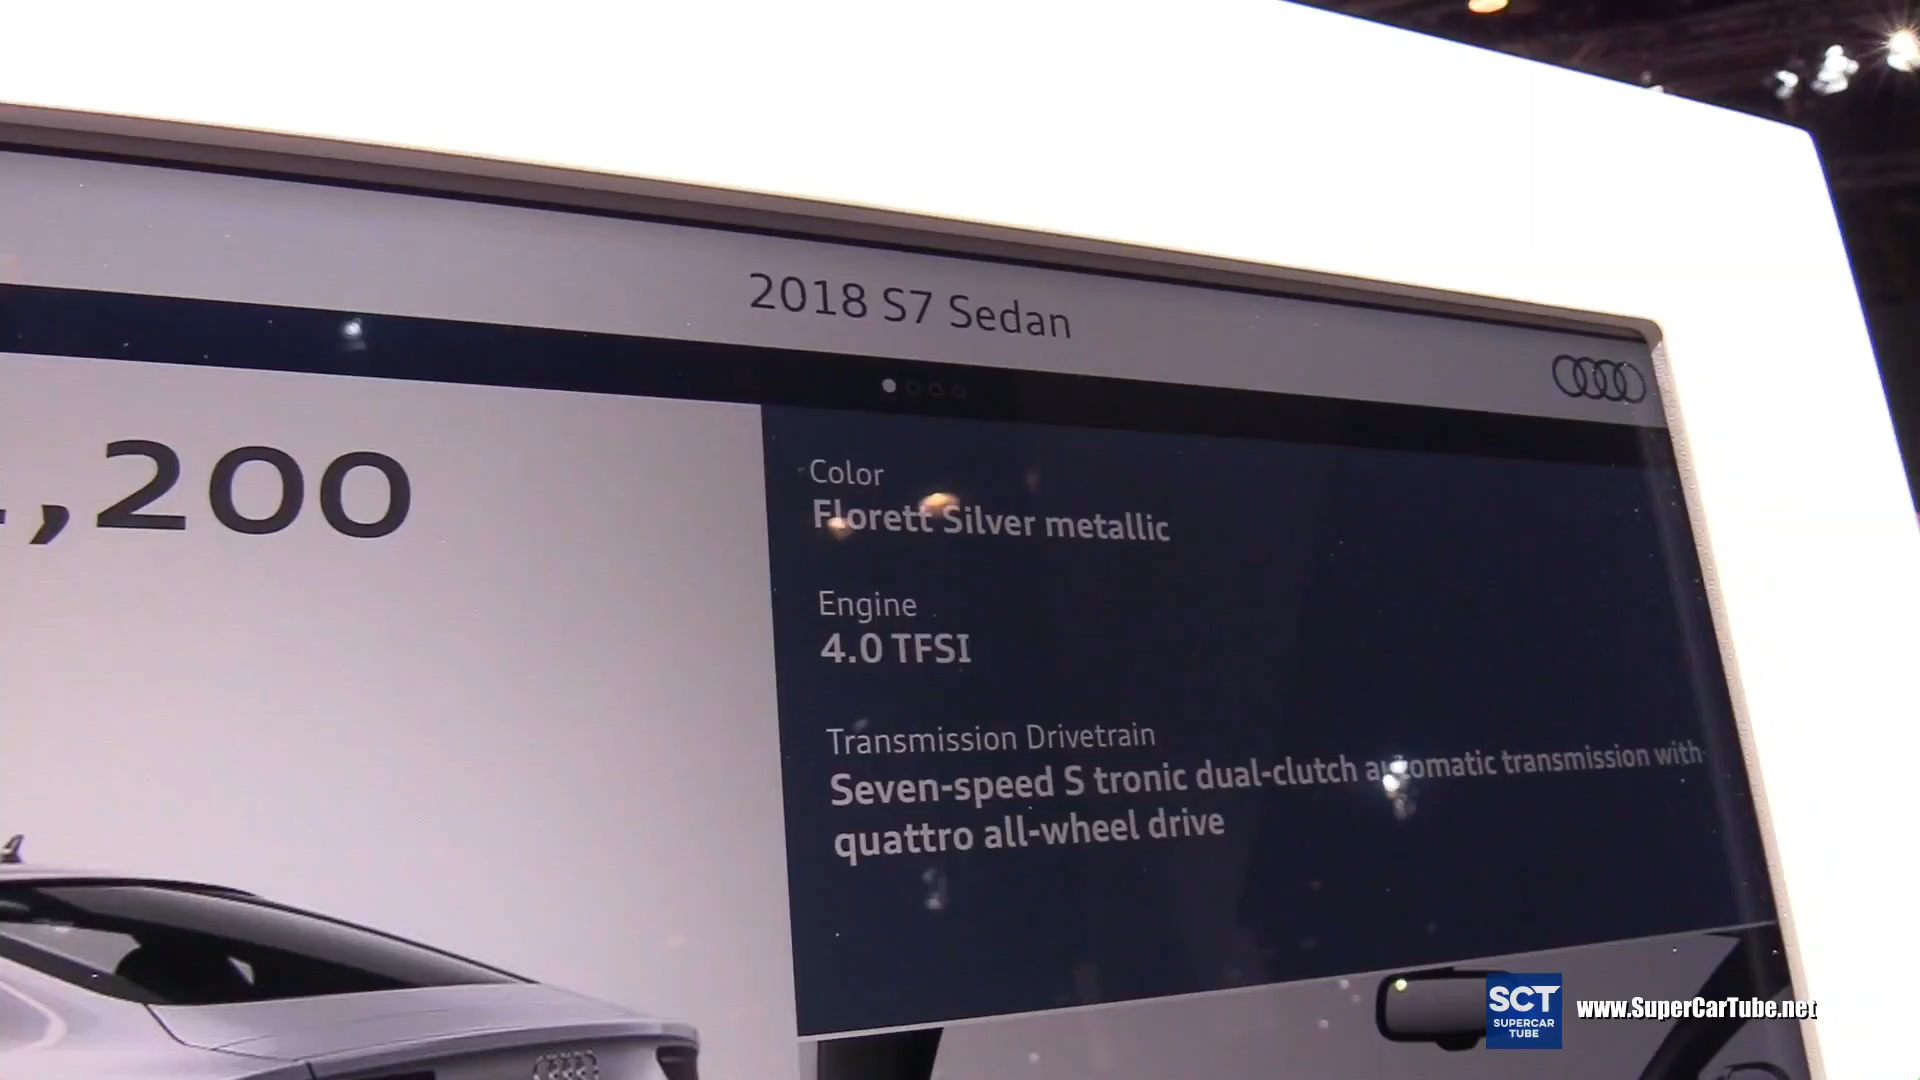 2018 S7 Sedan
,200
Color
Florett Silver metallic
Engine
4.0 TFSI
Transmission Drivetrain
Seven-speed S tronic dual-clutch automatic transmission with
quattro all-wheel drive
SCT
SUPERCAR
TUBE
www.SuperCarTube.net